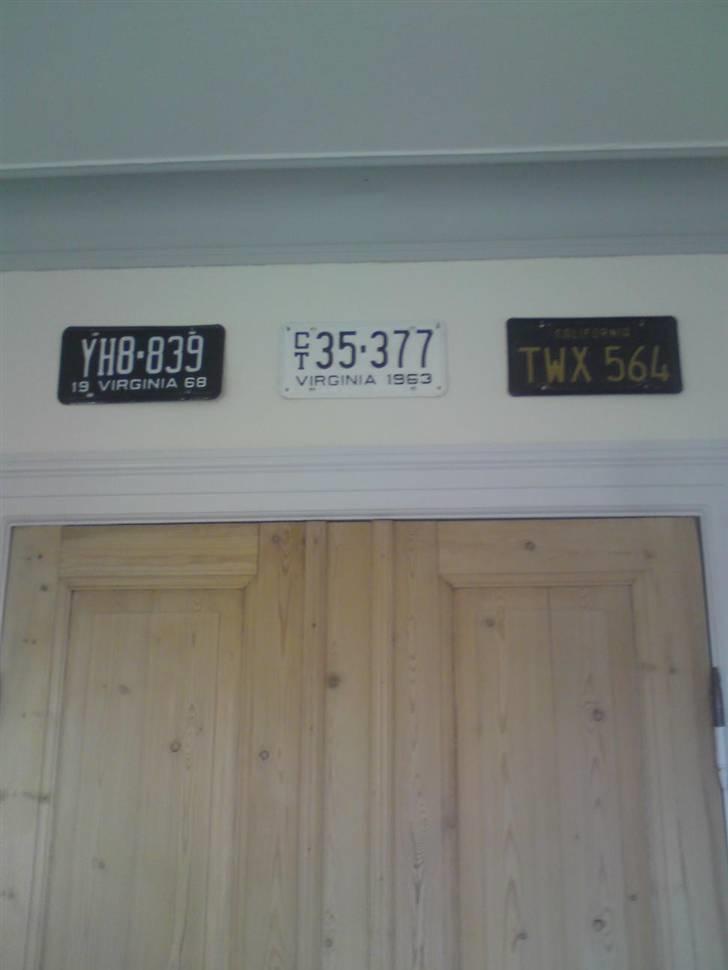 YH8·839
19 VIRGINIA 68
CT 35·377
VIRGINIA 1963
CALIFORNIA
TWX 564